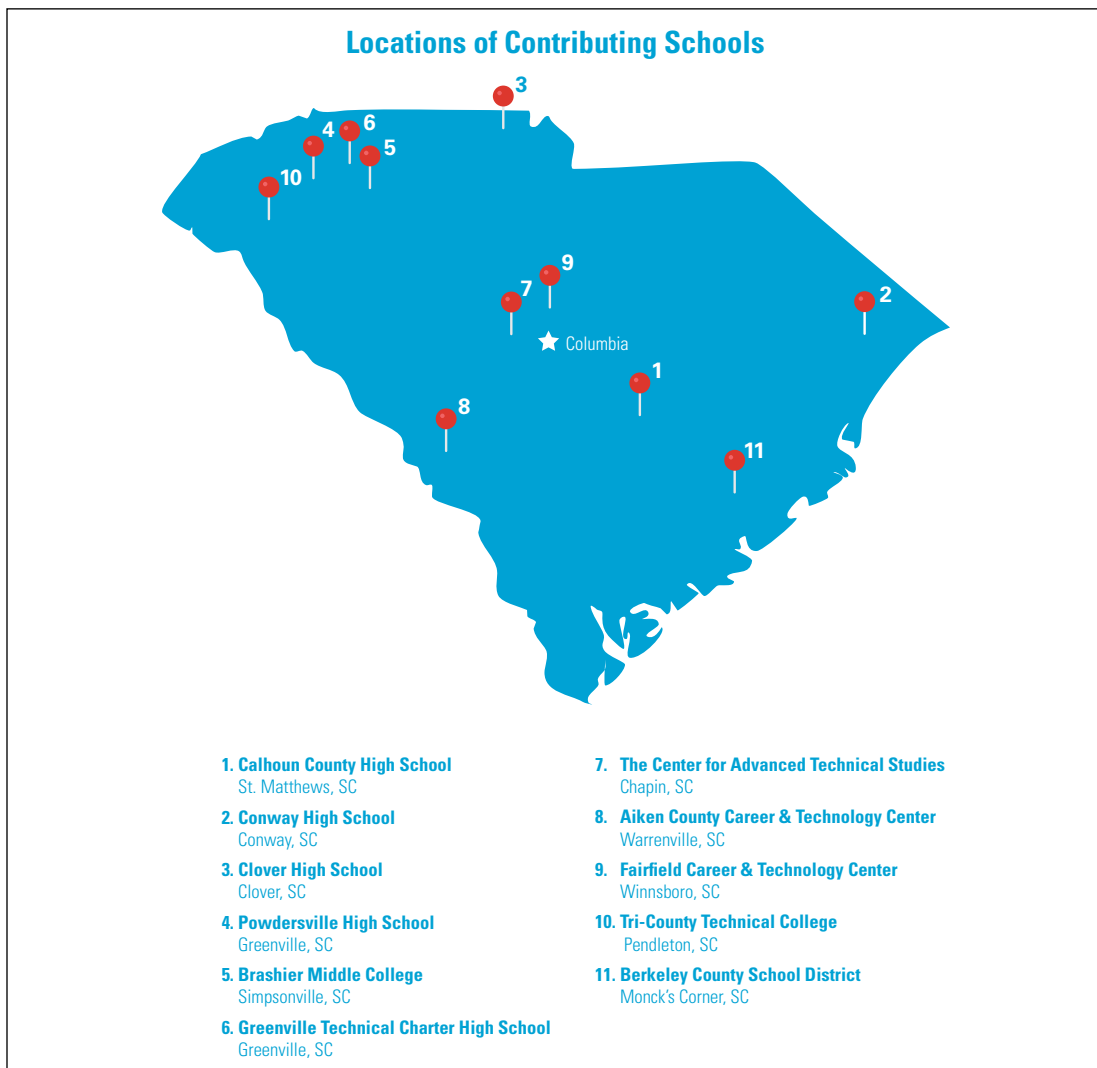 Locations of Contributing Schools
3
6
4
5
10
9
7
2
Columbia
1
8
11
1. Calhoun County High School
St. Matthews, SC
2. Conway High School
Conway, SC
3. Clover High School
Clover, SC
4. Powdersville High School
Greenville, SC
5. Brashier Middle College
Simpsonville, SC
6. Greenville Technical Charter High School
Greenville, SC
7. The Center for Advanced Technical Studies
Chapin, SC
8. Aiken County Career & Technology Center
Warrenville, SC
9. Fairfield Career & Technology Center
Winnsboro, SC
10. Tri-County Technical College
Pendleton, SC
11. Berkeley County School District
Monck's Corner, SC